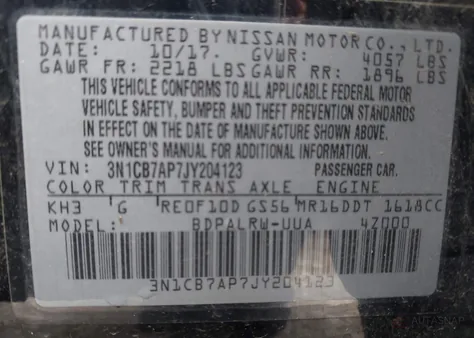 MANUFACTURED BY NISSAN MOTOR CO., LTD.
DATE: 10/17. GVWR: 4057 LBS
GAWR FR: 2218 LBS GAWR RR: 1896 LBS
THIS VEHICLE CONFORMS TO ALL APPLICABLE FEDERAL MOTOR
VEHICLE SAFETY, BUMPER AND THEFT PREVENTION STANDARDS
IN EFFECT ON THE DATE OF MANUFACTURE SHOWN ABOVE.
SEE OWNER'S MANUAL FOR ADDITIONAL INFORMATION.
VIN: 3N1CB7AP7JY204123 PASSENGER CAR.
COLOR TRIM TRANS AXLE ENGINE
KH3 G RE0F10D GS56 MR16DDT 1618CC
MODEL: BDPALRW-UUA 4Z000
3N1CB7AP7JY204123